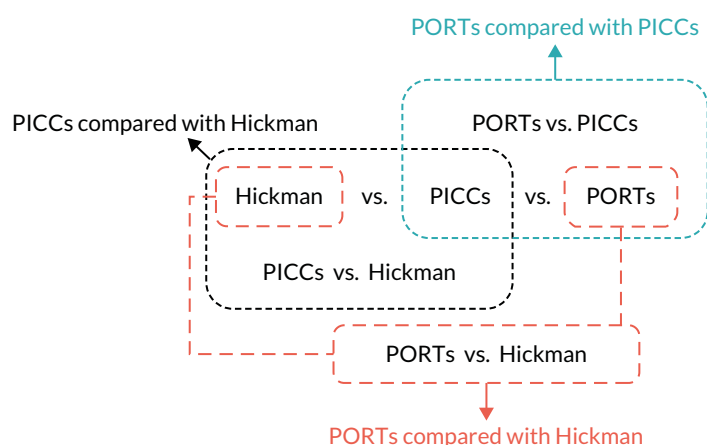 PORTs compared with PICCs
PICCs compared with Hickman
PORTs vs. PICCs
Hickman vs. PICCs vs. PORTs
PICCs vs. Hickman
PORTs vs. Hickman
PORTs compared with Hickman